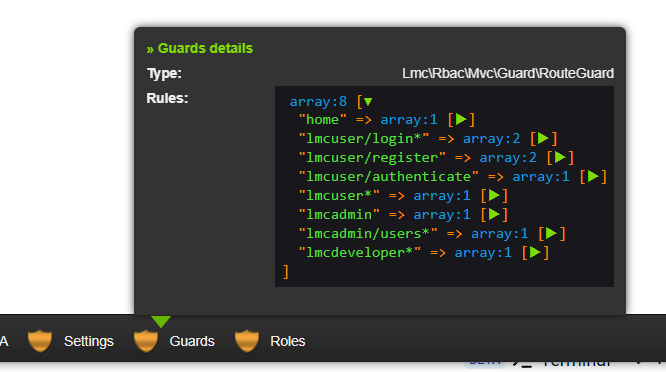 » Guards details
Type: Lmc\Rbac\Mvc\Guard\RouteGuard
Rules:
array:8 [▼
"home" => array:1 [▶]
"lmcuser/login*" => array:2 [▶]
"lmcuser/register" => array:2 [▶]
"lmcuser/authenticate" => array:1 [▶]
"lmcuser*" => array:1 [▶]
"lmcadmin" => array:1 [▶]
"lmcadmin/users*" => array:1 [▶]
"lmcdeveloper*" => array:1 [▶]
]
A Settings Guards Roles
BETA Terminal